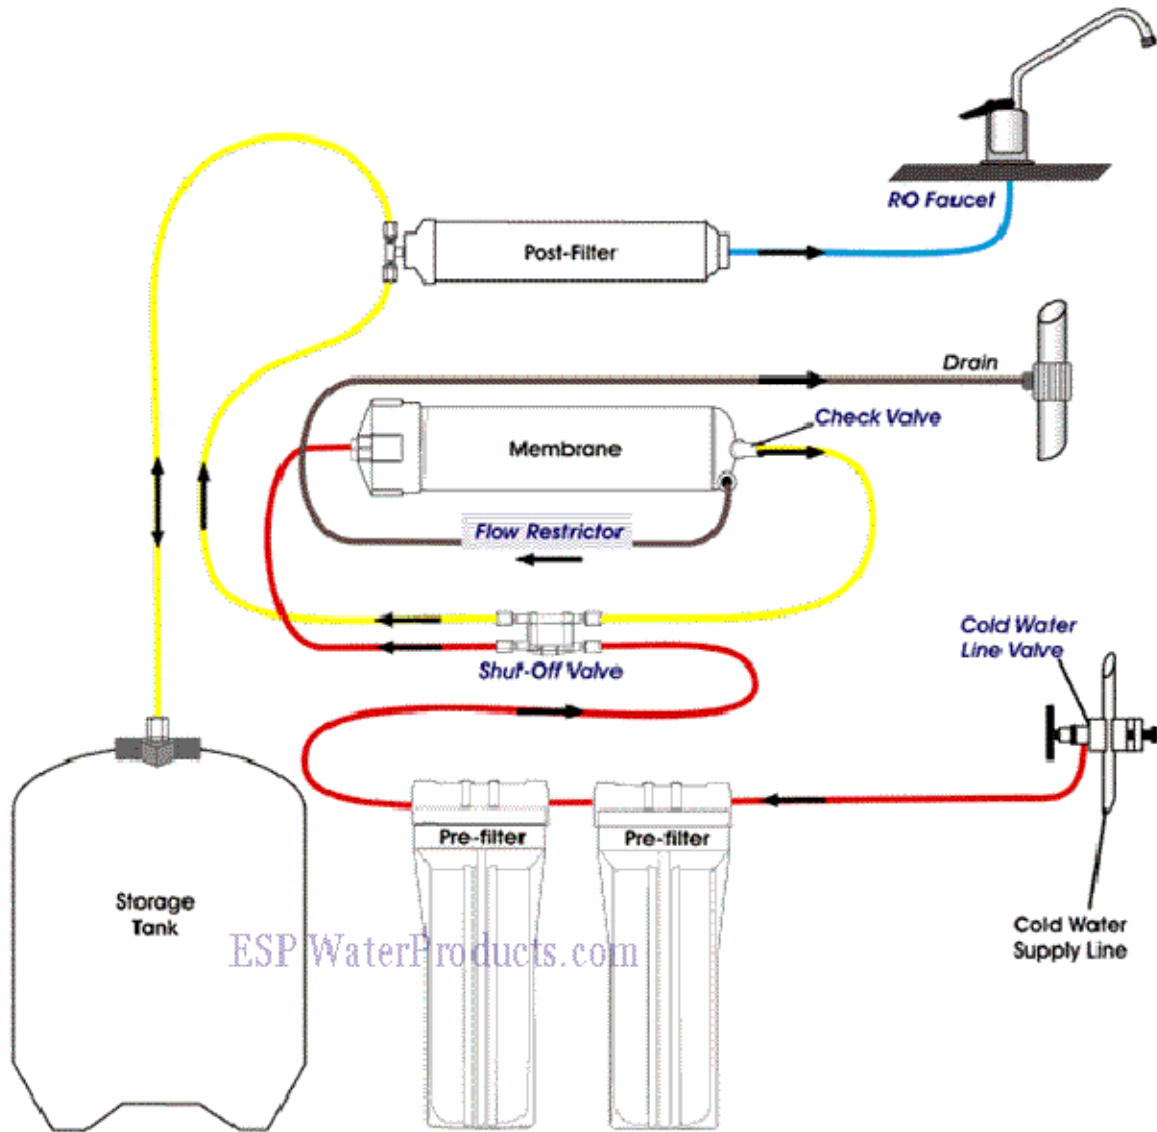 RO Faucet
Post-Filter
Drain
Check Valve
Membrane
Flow Restrictor
Cold Water
Line Valve
Shut-Off Valve
Pre-filter
Pre-filter
Storage
Tank
Cold Water
Supply Line
ESP WaterProducts.com